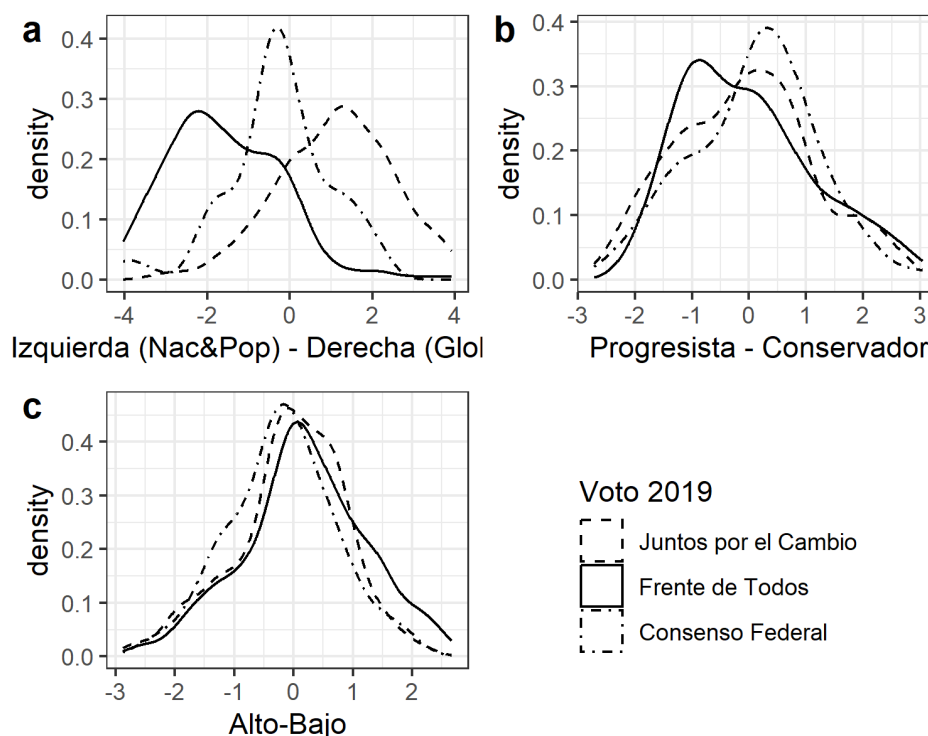 a
0.4
0.3
0.2
0.1
0.0
density
-4 -2 0 2 4
Izquierda (Nac&Pop) - Derecha (Glol
b
0.4
0.3
0.2
0.1
0.0
density
-3 -2 -1 0 1 2 3
Progresista - Conservador
c
0.4
0.3
0.2
0.1
0.0
density
-3 -2 -1 0 1 2
Alto-Bajo
Voto 2019
Juntos por el Cambio
Frente de Todos
Consenso Federal